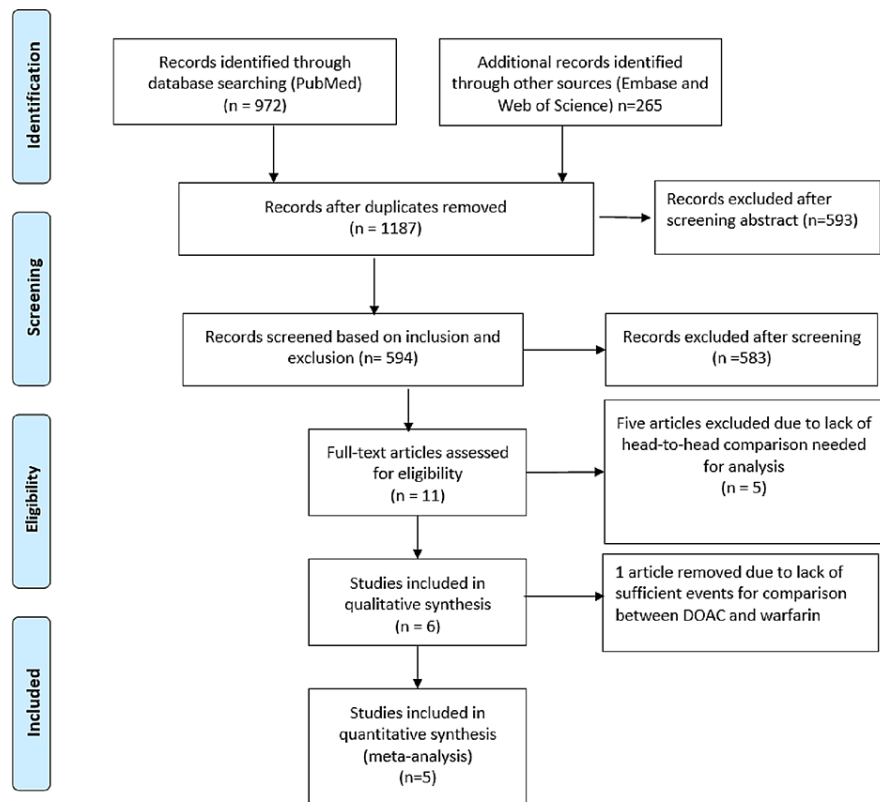 Identification
Records identified through
database searching (PubMed)
(n = 972)
Additional records identified
through other sources (Embase and
Web of Science) n=265
Records after duplicates removed
(n = 1187)
Records excluded after
screening abstract (n=593)
Screening
Records screened based on inclusion and
exclusion (n= 594)
Records excluded after screening
(n =583)
Eligibility
Full-text articles assessed
for eligibility
(n = 11)
Five articles excluded due to lack of
head-to-head comparison needed
for analysis
(n = 5)
Studies included in
qualitative synthesis
(n = 6)
1 article removed due to lack of
sufficient events for comparison
between DOAC and warfarin
Included
Studies included in
quantitative synthesis
(meta-analysis)
(n=5)